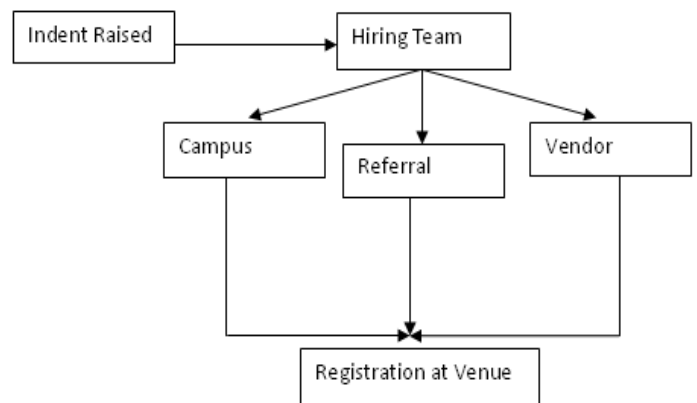 Indent Raised
Hiring Team
Campus
Referral
Vendor
Registration at Venue